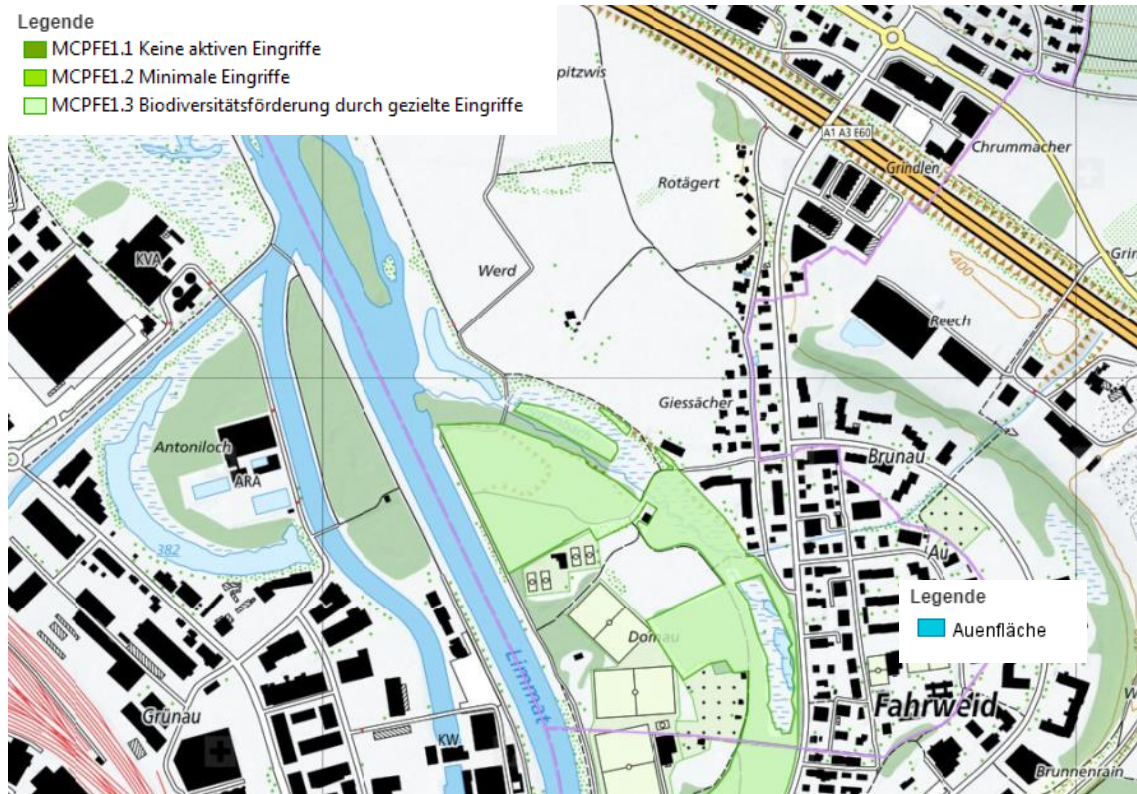 Legende
MCPFE1.1 Keine aktiven Eingriffe
MCPFE1.2 Minimale Eingriffe
MCPFE1.3 Biodiversitätsförderung durch gezielte Eingriffe
pitzwis
A1 A3 E60
Chrummacher
Grindlen
Rotägert
KVA
Werd
400
Grin
Reech
Giessächer
Antoniloch
ARA
Brunau
382
Au
Legende
Auenfläche
Dornau
Limmat
Fahrweid
Grünau
KW
Brunnenrain